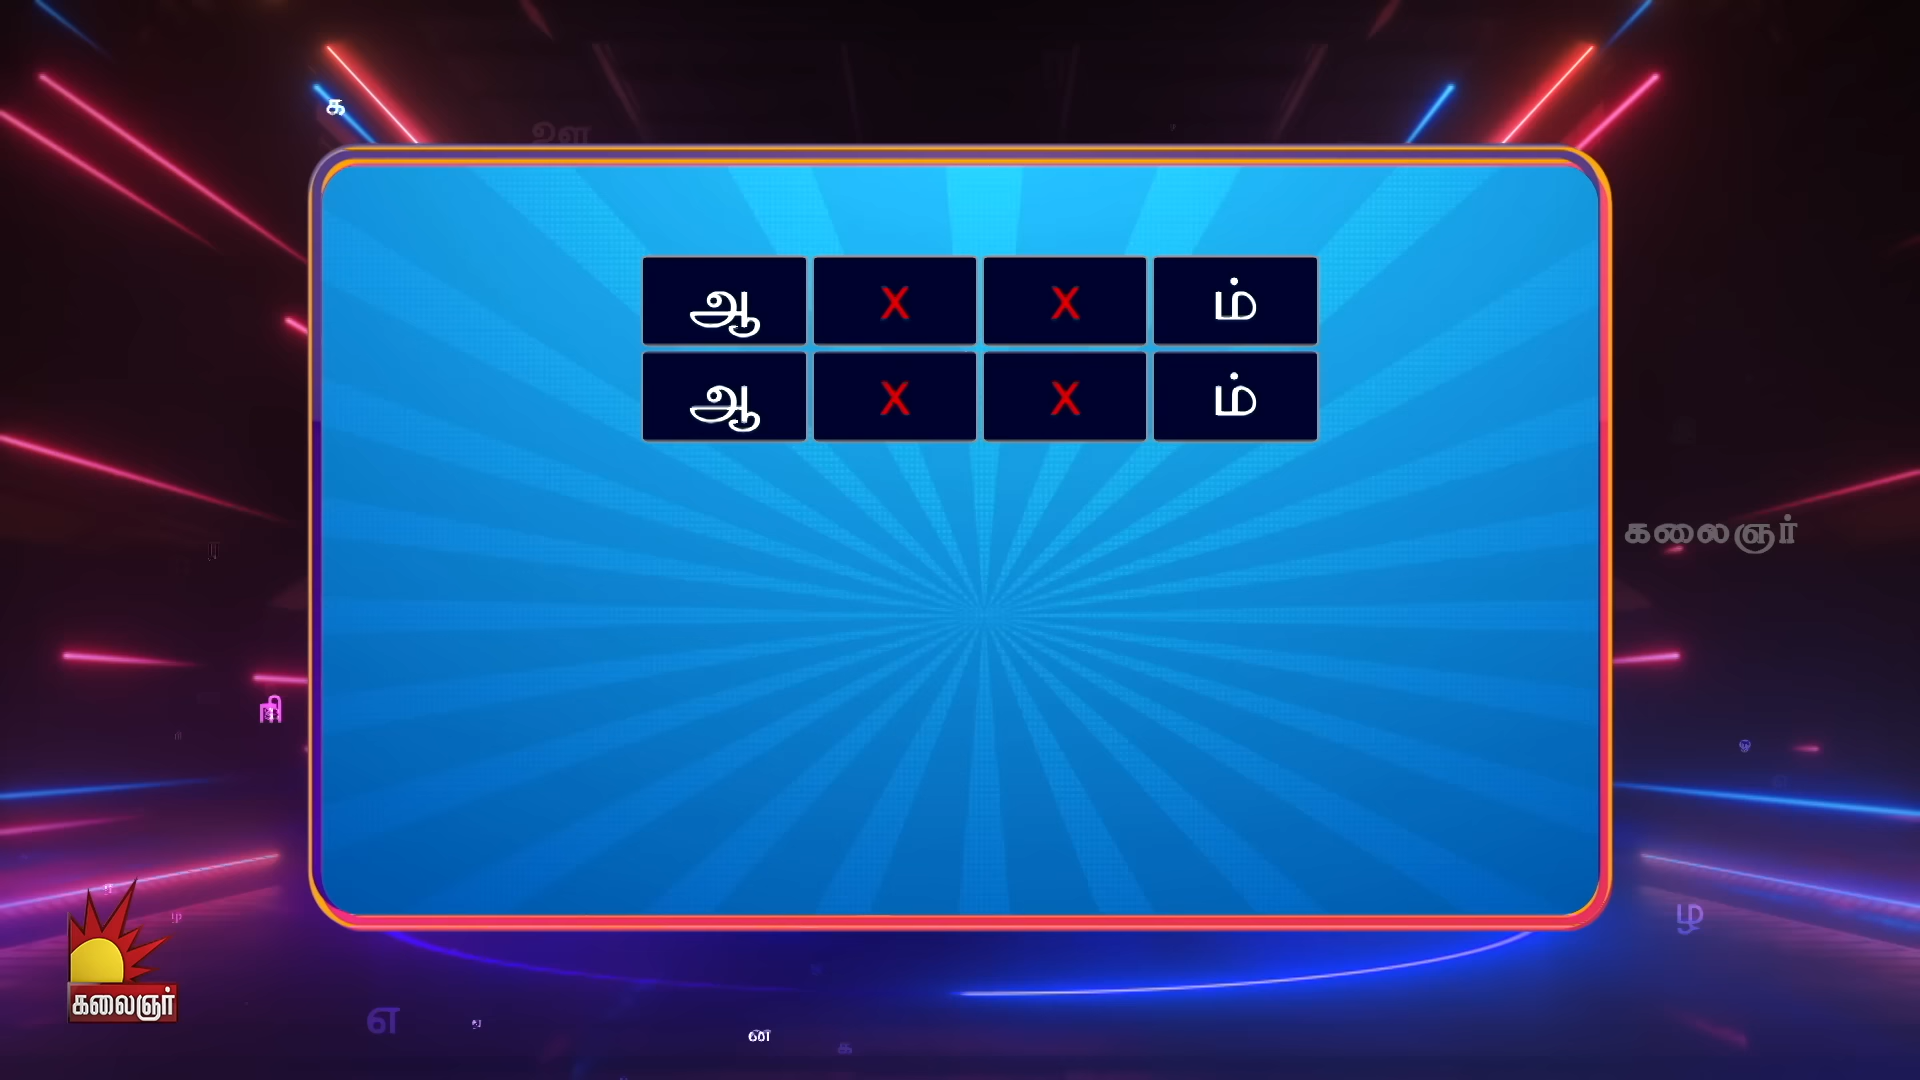 க
ஆ X X ம்
ஆ X X ம்
கலைஞர்
ழ
கலைஞர்
எ
ன
க